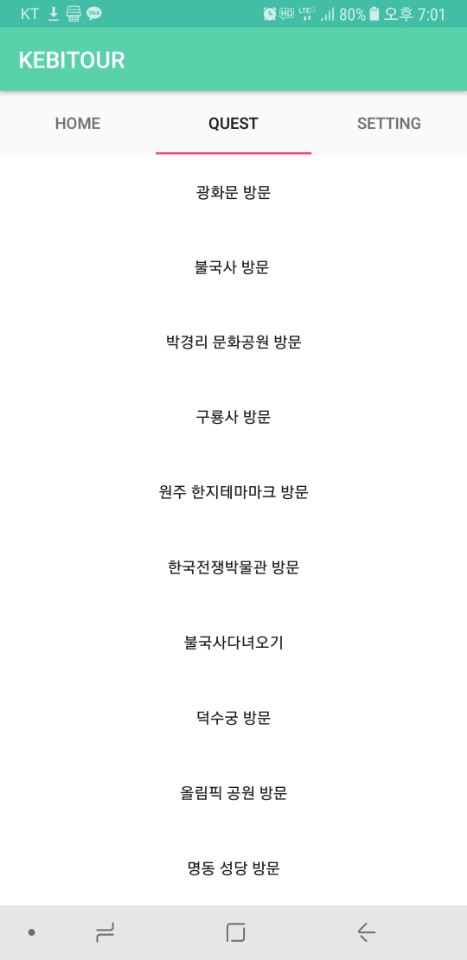 KT HD LTE 80% 오후 7:01
KEBITOUR
HOME QUEST SETTING
광화문 방문
불국사 방문
박경리 문화공원 방문
구룡사 방문
원주 한지테마마크 방문
한국전쟁박물관 방문
불국사다녀오기
덕수궁 방문
올림픽 공원 방문
명동 성당 방문